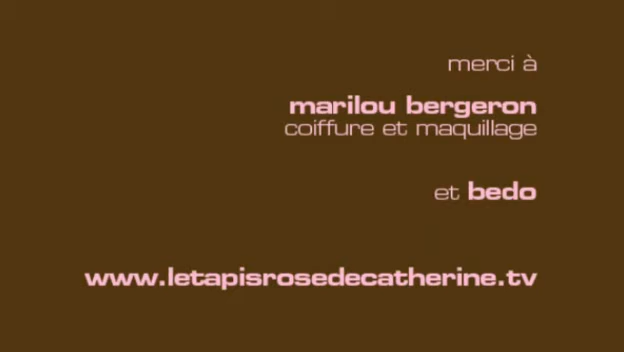 merci à
marilou bergeron
coiffure et maquillage
et bedo
www.letapisrosedecatherine.tv